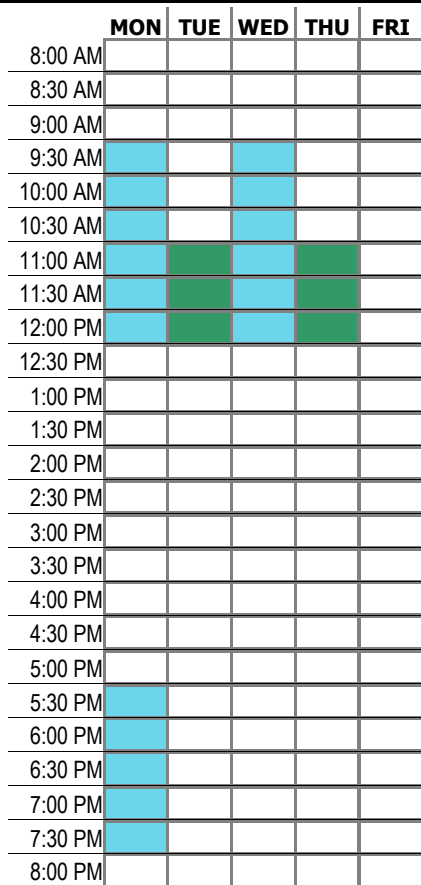 MON TUE WED THU FRI
8:00 AM
8:30 AM
9:00 AM
9:30 AM
10:00 AM
10:30 AM
11:00 AM
11:30 AM
12:00 PM
12:30 PM
1:00 PM
1:30 PM
2:00 PM
2:30 PM
3:00 PM
3:30 PM
4:00 PM
4:30 PM
5:00 PM
5:30 PM
6:00 PM
6:30 PM
7:00 PM
7:30 PM
8:00 PM